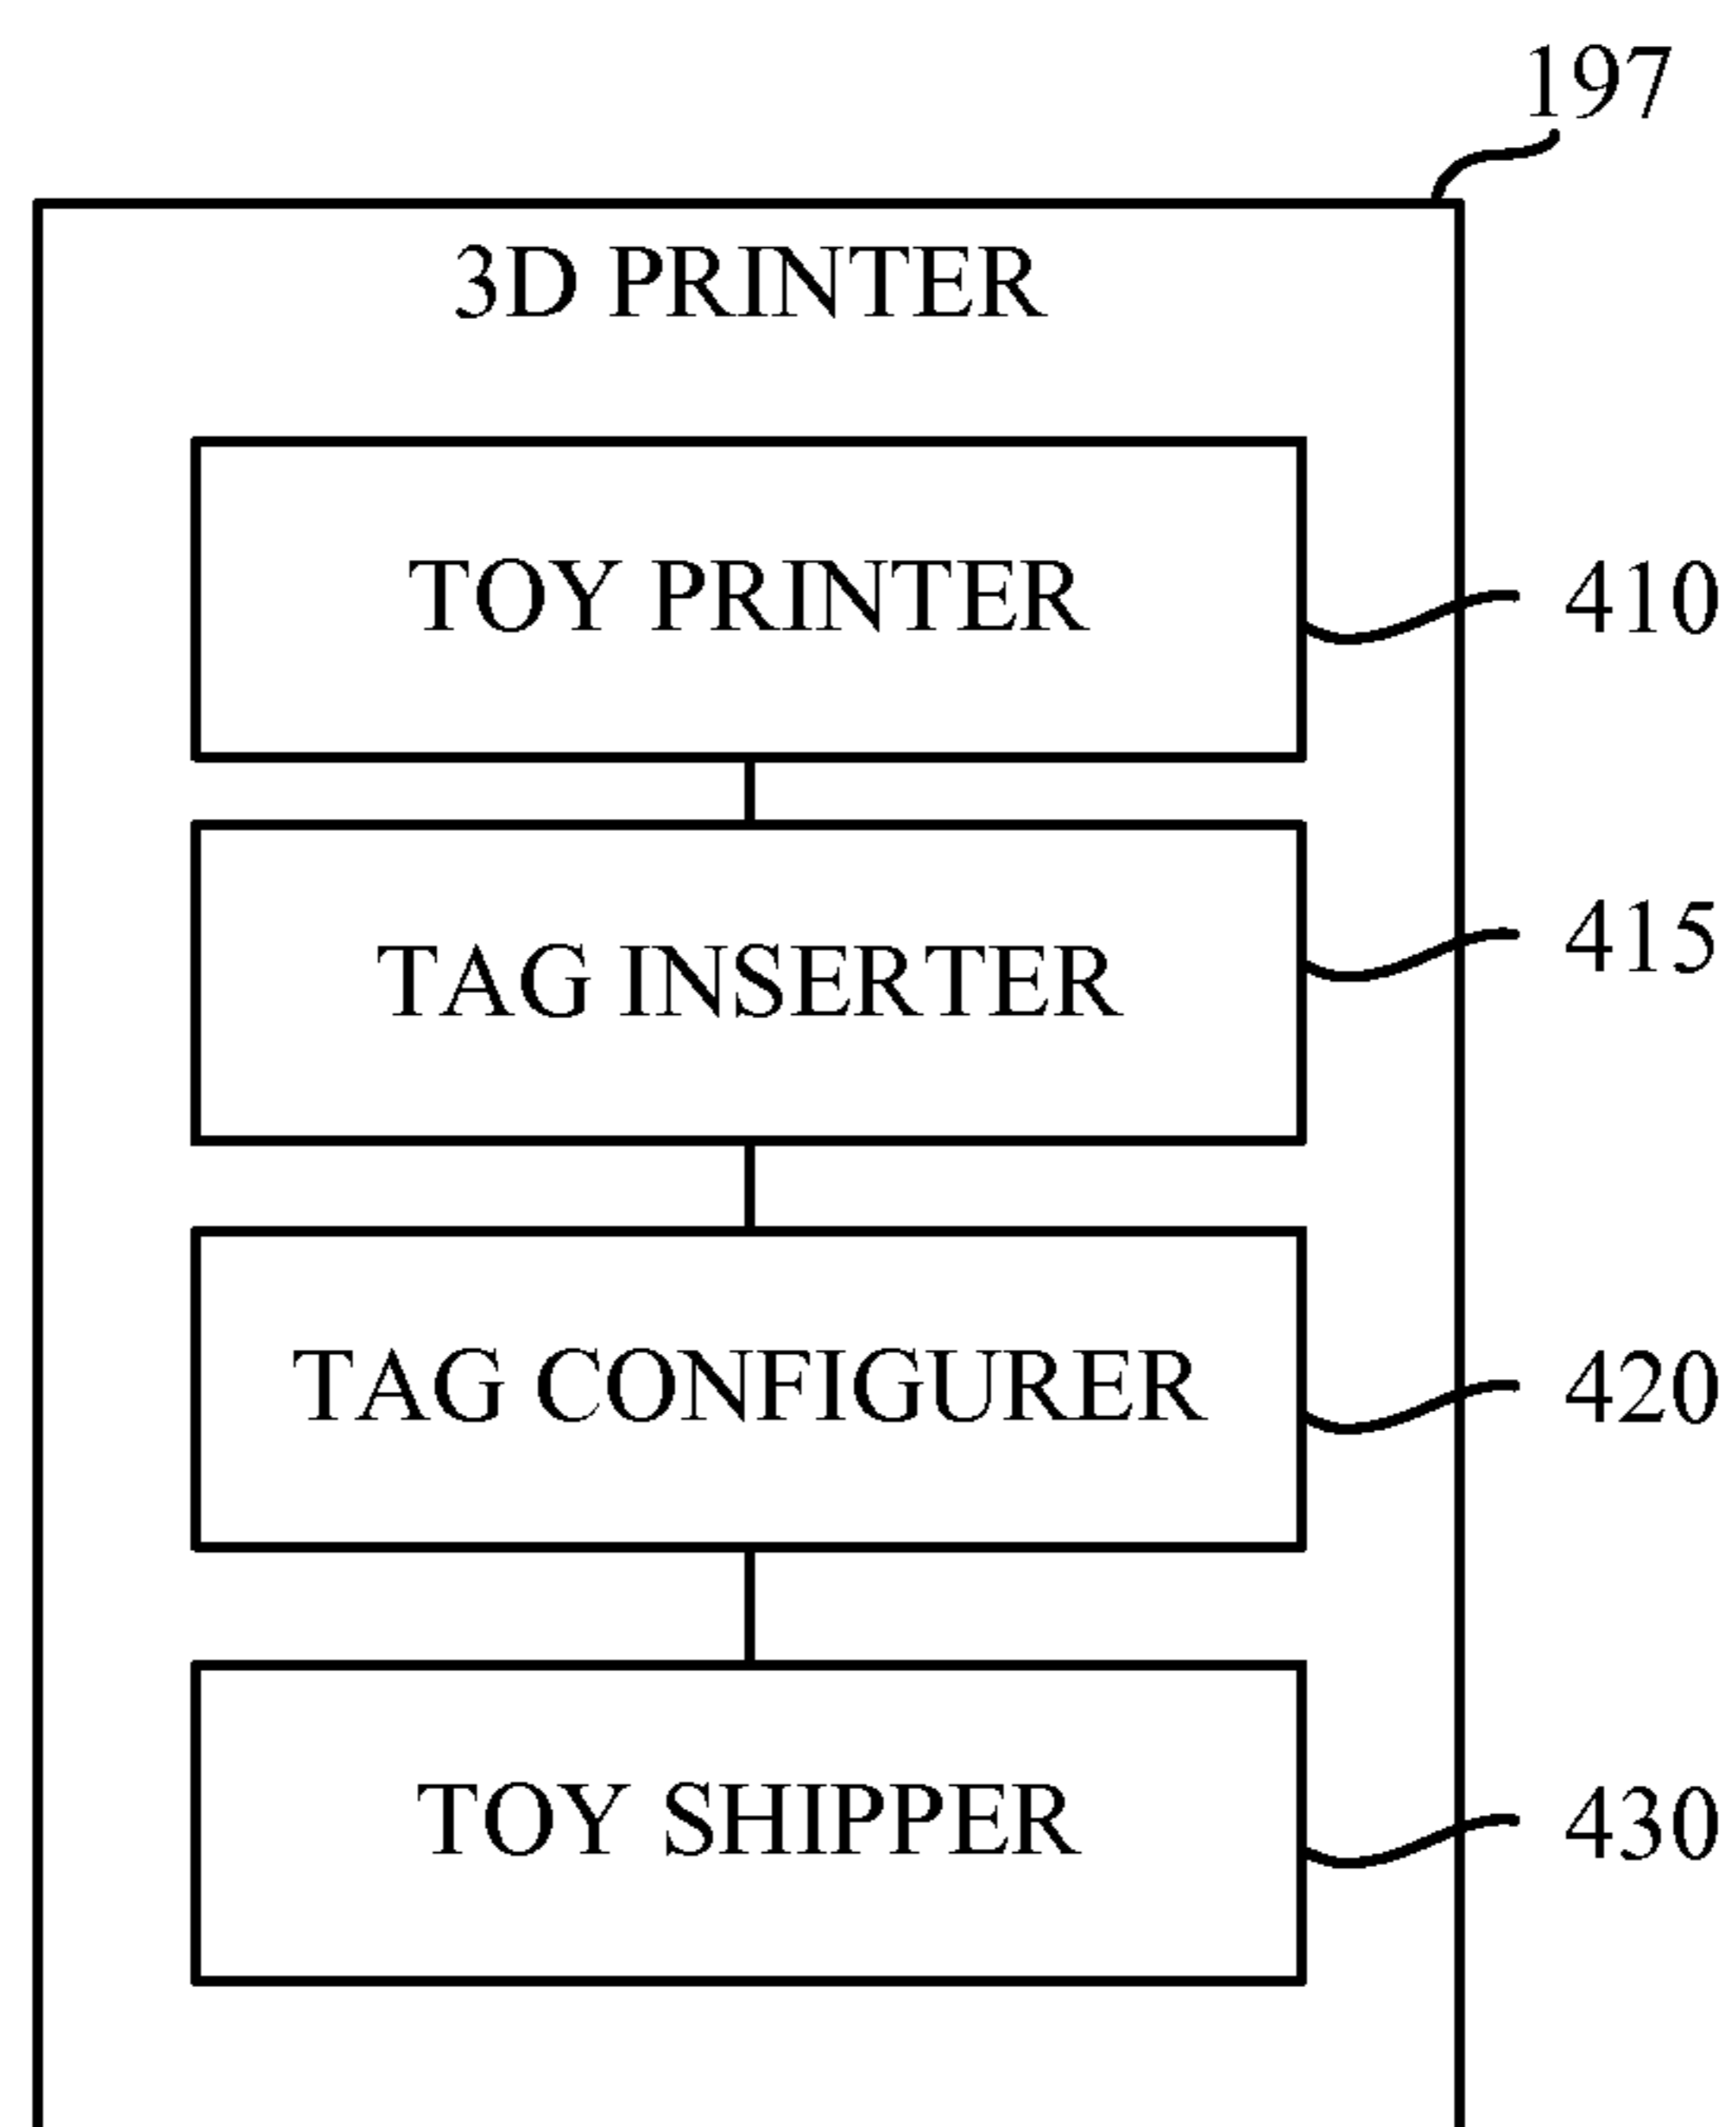 197
3D PRINTER
TOY PRINTER
410
TAG INSERTER
415
TAG CONFIGURER
420
TOY SHIPPER
430